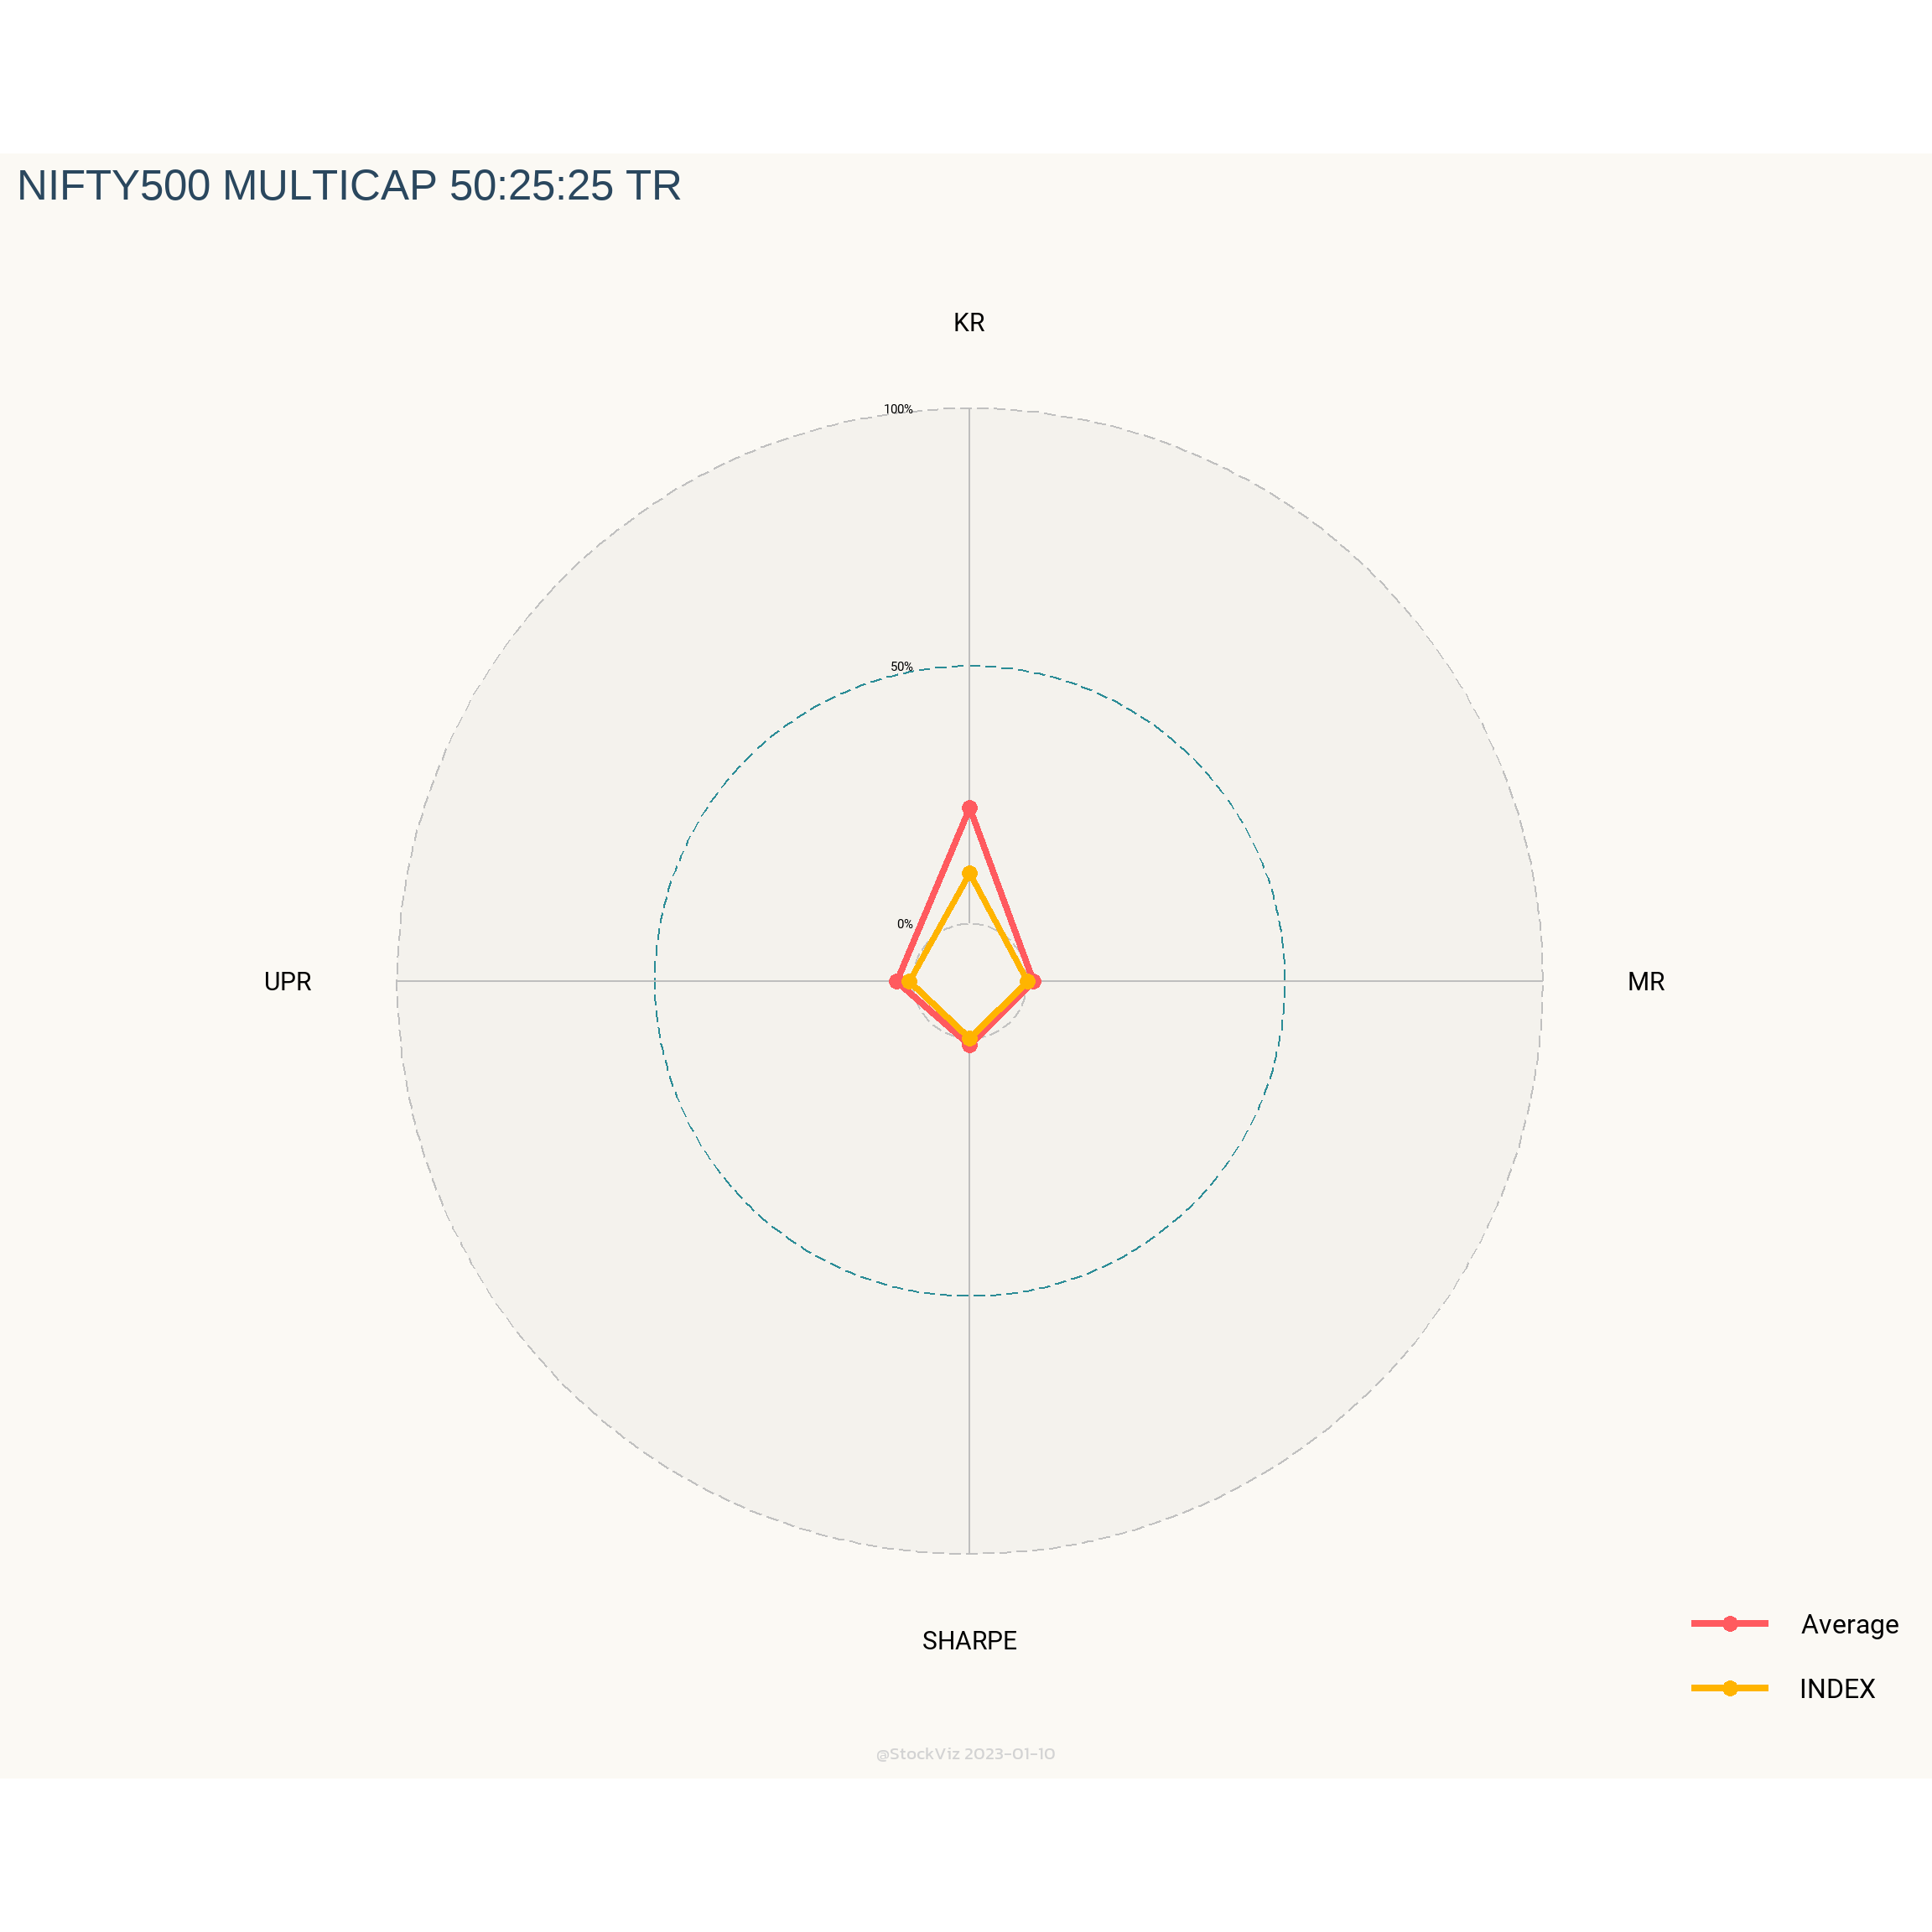 NIFTY500 MULTICAP 50:25:25 TR
KR
100%
50%
0%
UPR
MR
SHARPE
Average
INDEX
@StockViz 2023-01-10